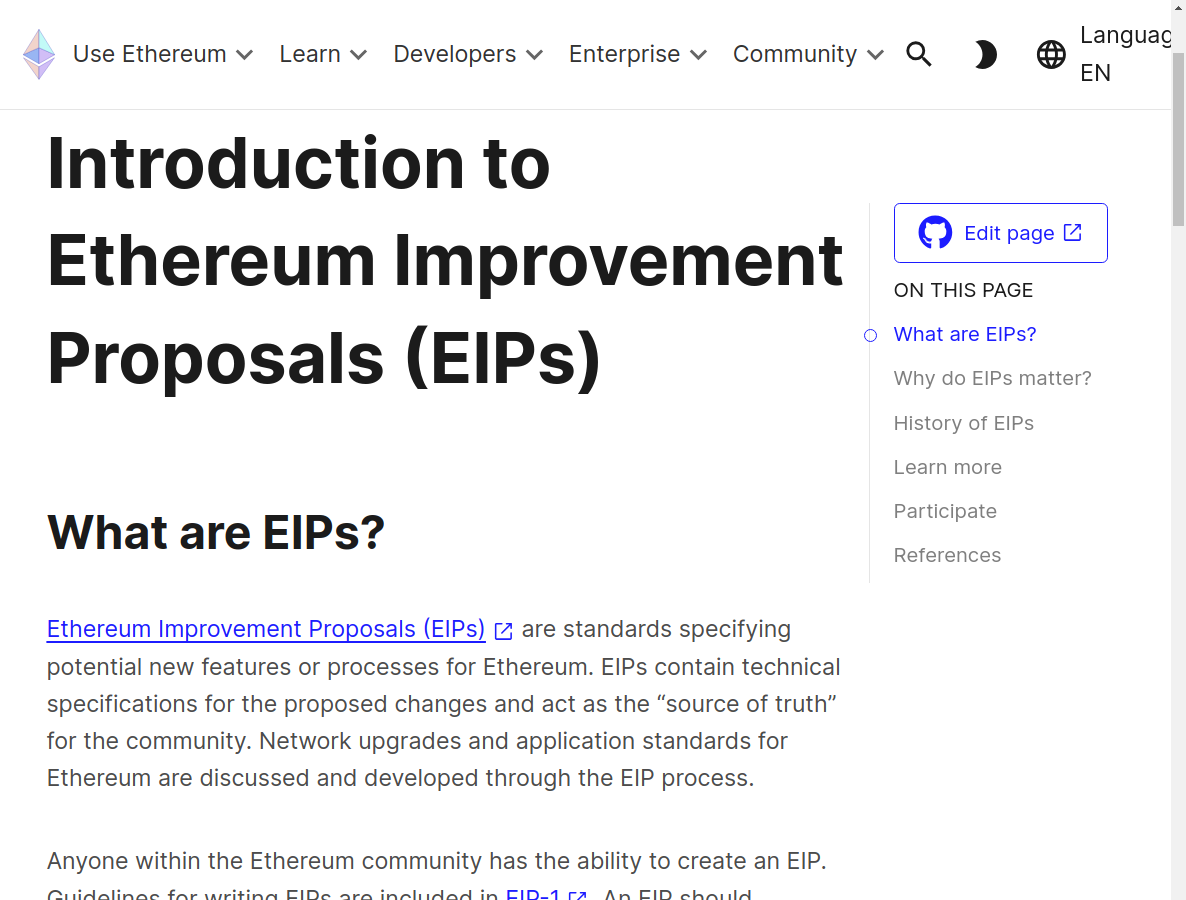 Use Ethereum Learn Developers Enterprise Community Languag
EN
Introduction to
Ethereum Improvement
Proposals (EIPs)
Edit page
ON THIS PAGE
What are EIPs?
Why do EIPs matter?
History of EIPs
Learn more
Participate
References
What are EIPs?
Ethereum Improvement Proposals (EIPs) are standards specifying
potential new features or processes for Ethereum. EIPs contain technical
specifications for the proposed changes and act as the “source of truth”
for the community. Network upgrades and application standards for
Ethereum are discussed and developed through the EIP process.
Anyone within the Ethereum community has the ability to create an EIP.
Guidelines for writing EIPs are included in EIP-1 . An EIP should